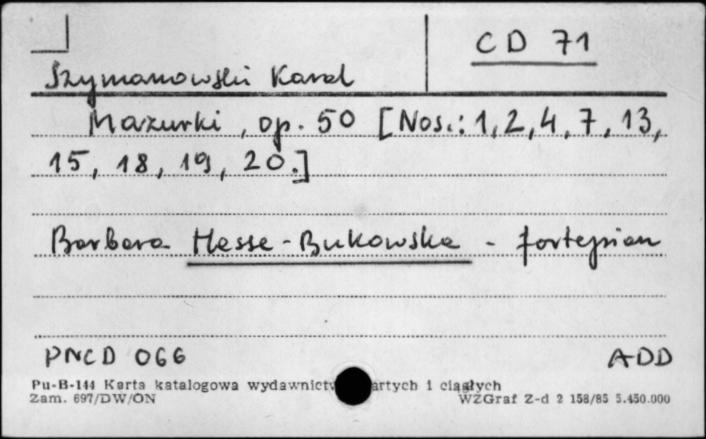 CD 71
Szymanowski Karol
Mazurki, op. 50 [Nos.: 1, 2, 4, 7, 13,
15, 18, 19, 20.]
Barbara Hesse-Bukowska - fortepian
PNCD 066 ADD
Pu-B-144 Karta katalogowa wydawnictw zwartych i ciągłych
Zam. 697/DW/ON WZGraf Z-d 2 158/85 5.450.000